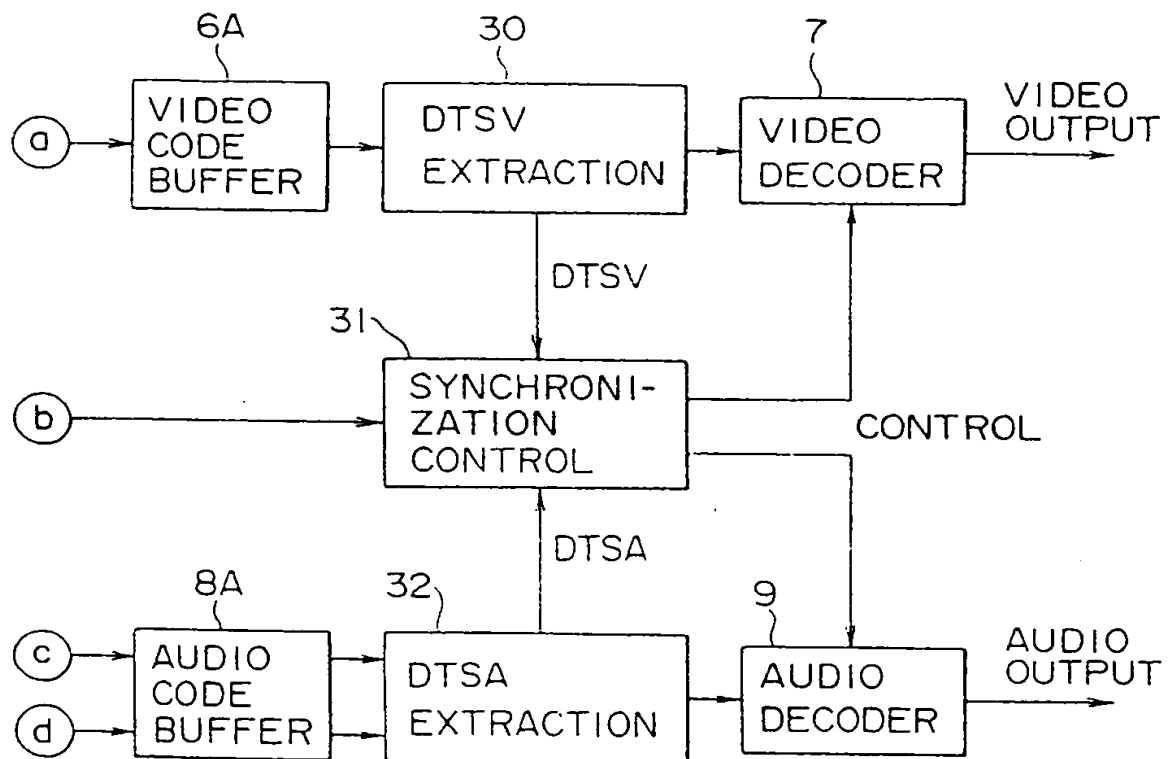 6A
30
7
a
VIDEO
CODE
BUFFER
DTSV
EXTRACTION
VIDEO
DECODER
VIDEO
OUTPUT
DTSV
31
b
SYNCHRONI-
ZATION
CONTROL
CONTROL
DTSA
8A
32
9
c
d
AUDIO
CODE
BUFFER
DTSA
EXTRACTION
AUDIO
DECODER
AUDIO
OUTPUT